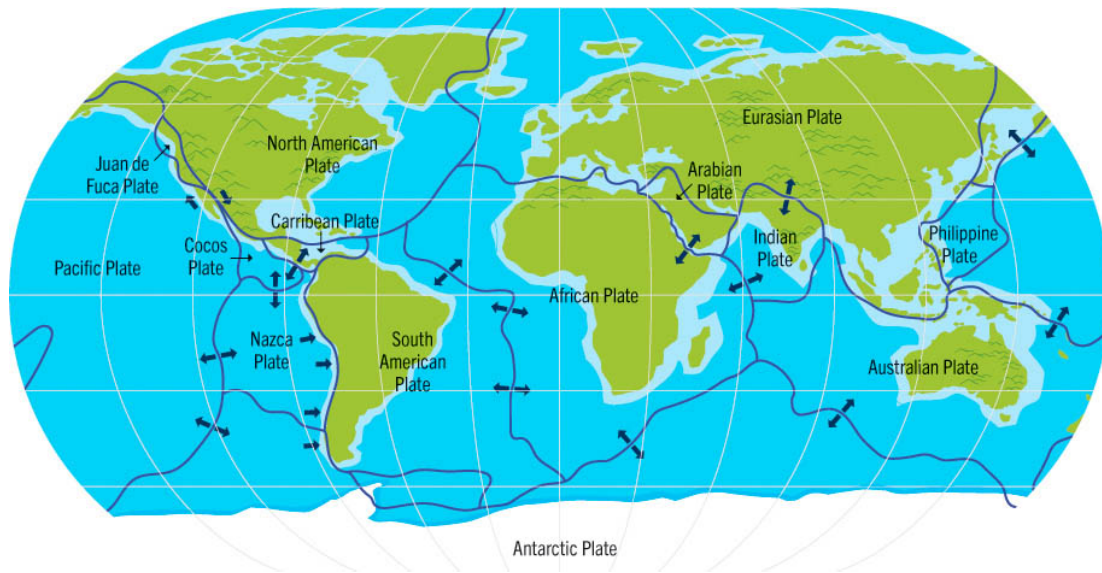 Eurasian Plate
North American
Plate
Juan de
Fuca Plate
Arabian
Plate
Carribean Plate
Cocos
Plate
Indian
Plate
Philippine
Plate
Pacific Plate
African Plate
Nazca
Plate
South
American
Plate
Australian Plate
Antarctic Plate